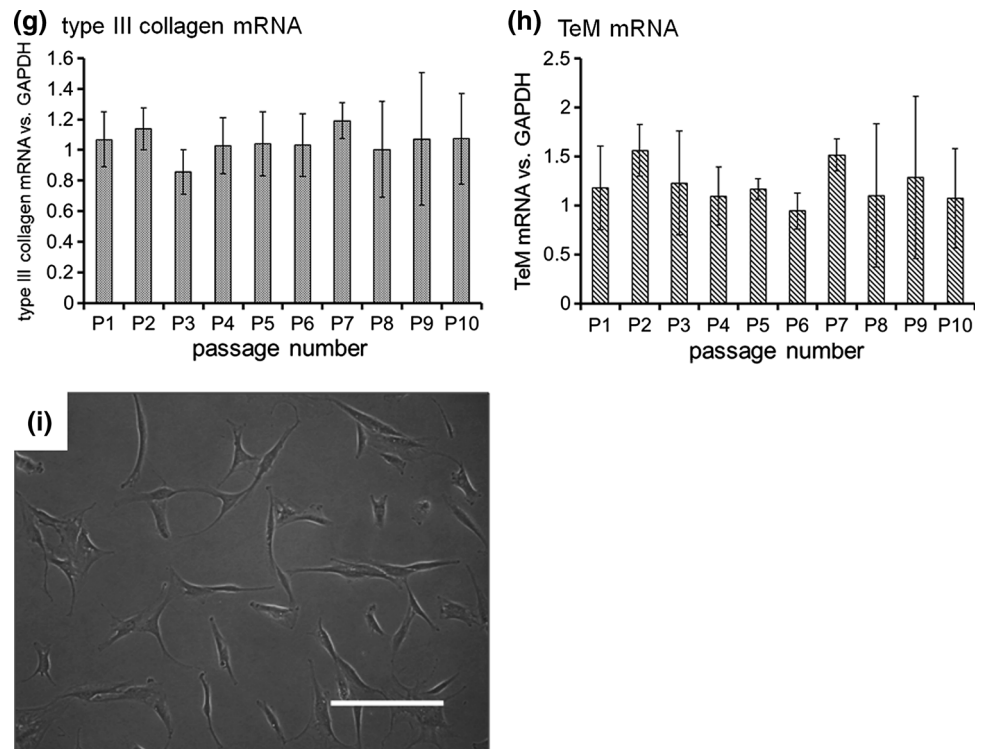 (g) type III collagen mRNA
type III collagen mRNA vs. GAPDH
1.6
1.4
1.2
1
0.8
0.6
0.4
0.2
0
P1 P2 P3 P4 P5 P6 P7 P8 P9 P10
passage number
(h) TeM mRNA
TeM mRNA vs. GAPDH
2.5
2
1.5
1
0.5
0
P1 P2 P3 P4 P5 P6 P7 P8 P9 P10
passage number
(i)